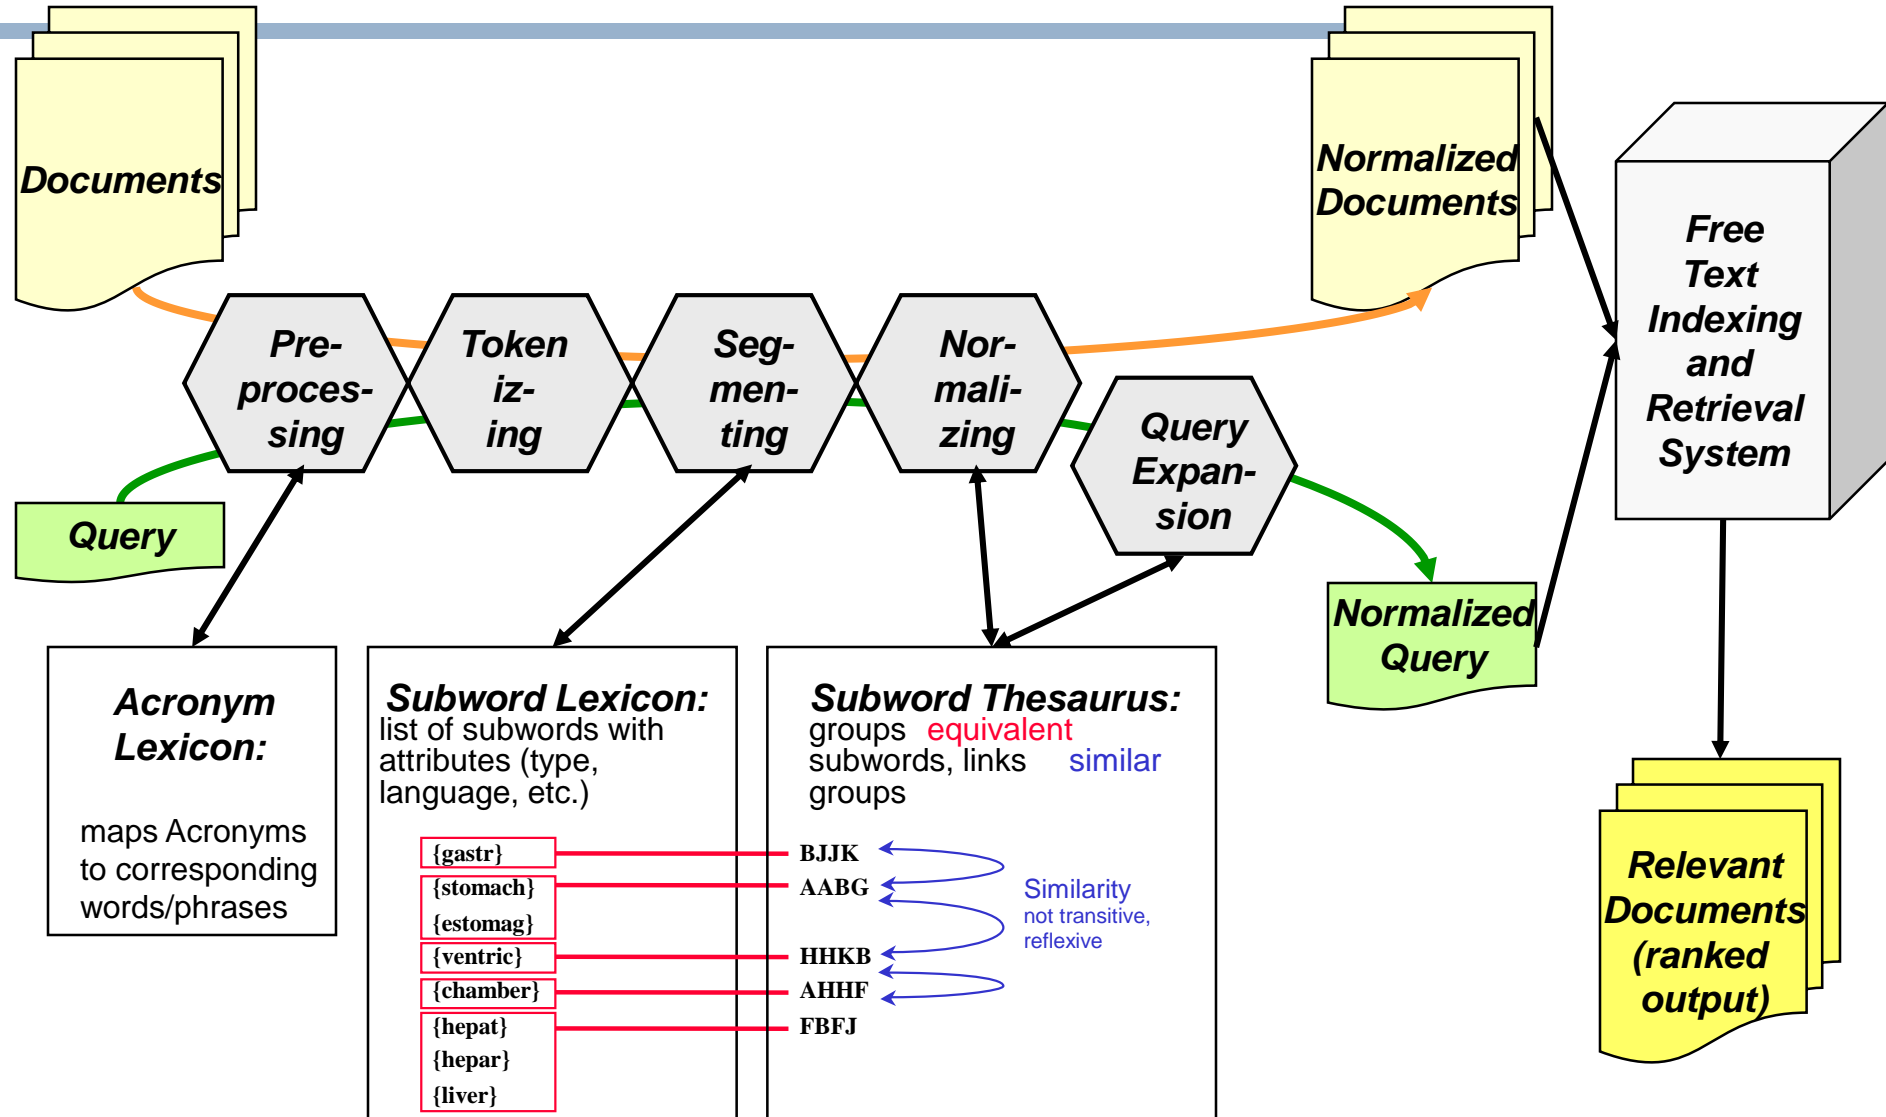 Documents
Normalized
Documents
Free
Text
Indexing
and
Retrieval
System
Pre-
proces-
sing
Token
iz-
ing
Seg-
men-
ting
Nor-
mali-
zing
Query
Expan-
sion
Query
Normalized
Query
Acronym
Lexicon:
maps Acronyms
to corresponding
words/phrases
Subword Lexicon:
list of subwords with
attributes (type,
language, etc.)
{gastr}
{stomach}
{estomag}
{ventric}
{chamber}
{hepat}
{hepar}
{liver}
Subword Thesaurus:
groups equivalent
subwords, links similar
groups
BJJK
AABG
HHKB
AHHF
FBFJ
Similarity
not transitive,
reflexive
Relevant
Documents
(ranked
output)